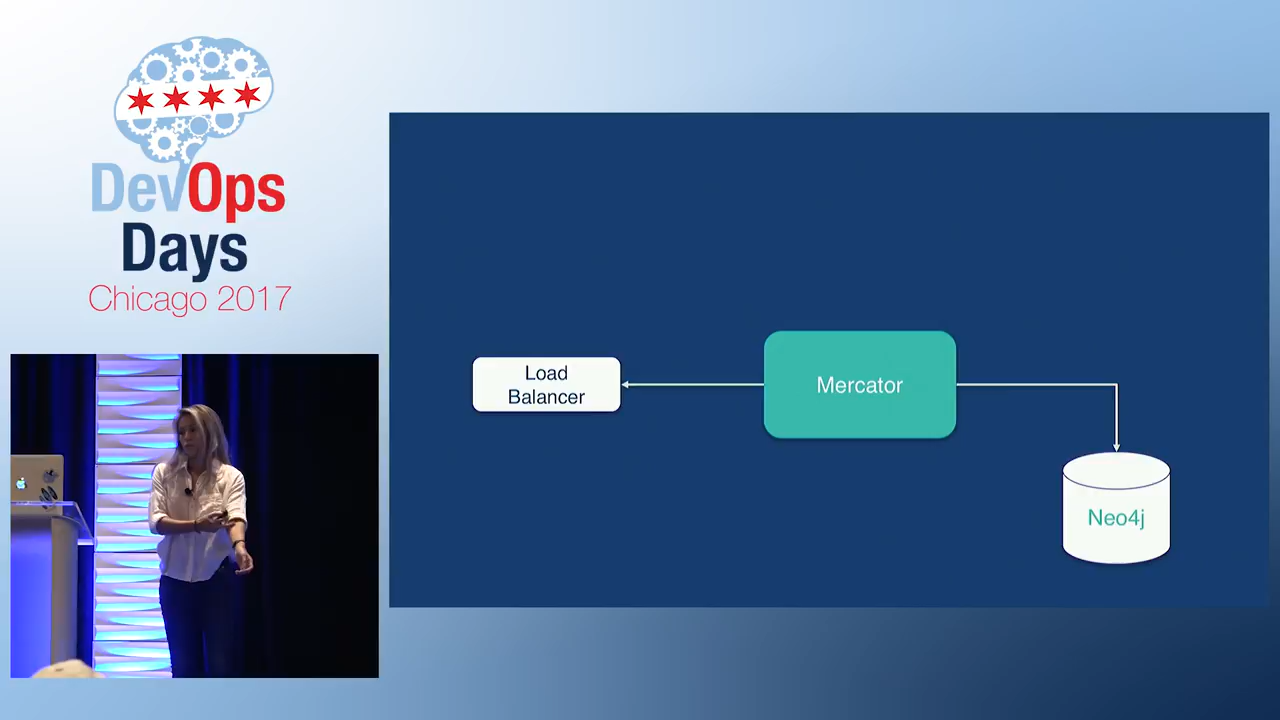 DevOps
Days
Chicago 2017
Load
Balancer
Mercator
Neo4j